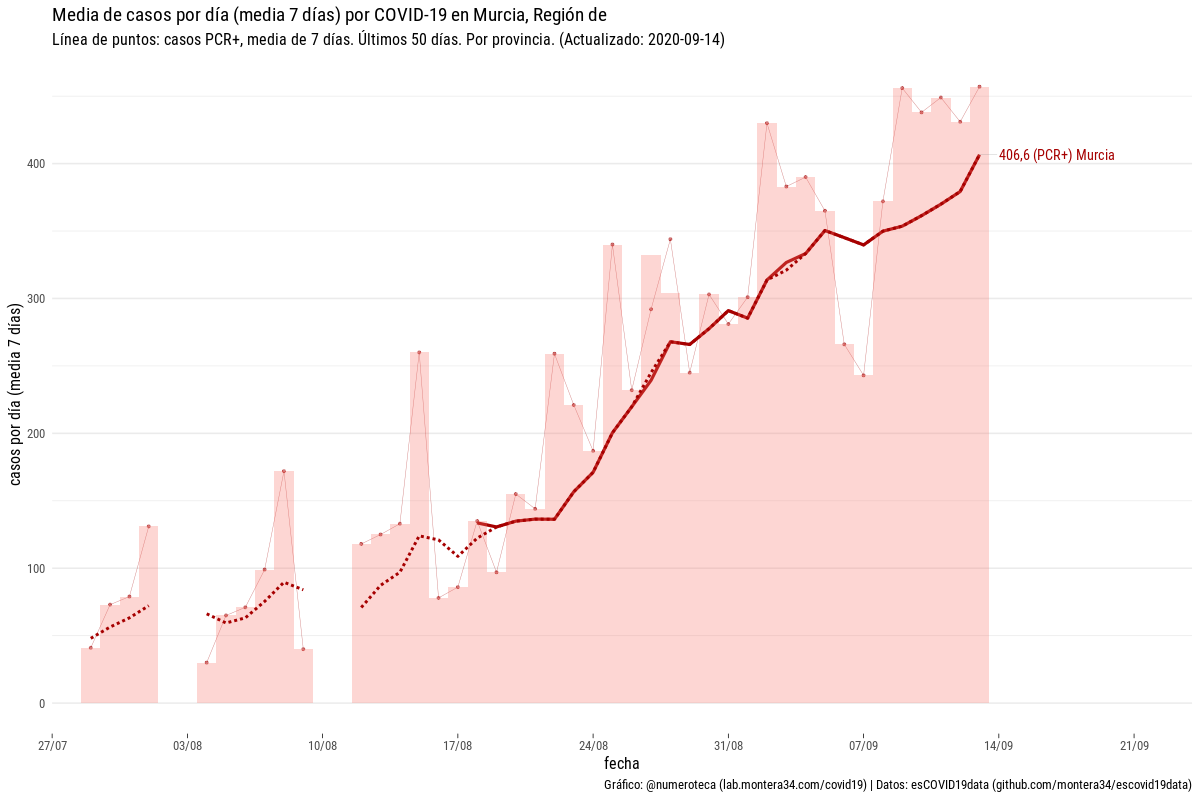 Media de casos por día (media 7 días) por COVID-19 en Murcia, Región de
Línea de puntos: casos PCR+, media de 7 días. Últimos 50 días. Por provincia. (Actualizado: 2020-09-14)
casos por día (media 7 días)
400
300
200
100
0
406,6 (PCR+) Murcia
27/07 03/08 10/08 17/08 24/08 31/08 07/09 14/09 21/09
fecha
Gráfico: @numeroteca (lab.montera34.com/covid19) | Datos: esCOVID19data (github.com/montera34/escovid19data)